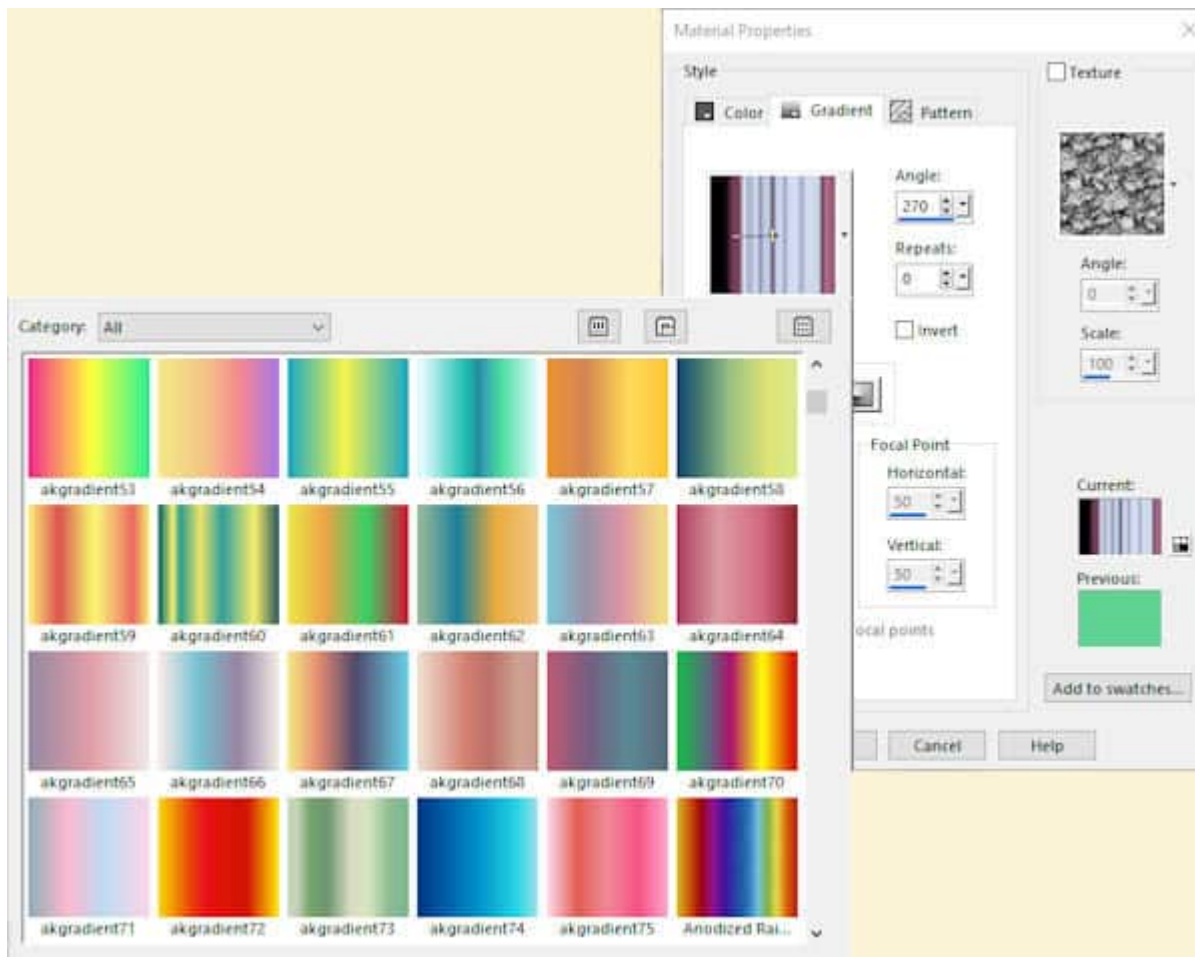 Material Properties
Style
Texture
Color Gradient Pattern
Angle:
270
Repeats:
0
Angle:
0
Invert
Scale:
100
Category: All
akgradient53 akgradient54 akgradient55 akgradient56 akgradient57 akgradient58
Focal Point
Horizontal:
50
Vertical:
50
Current:
Previous:
akgradient59 akgradient60 akgradient61 akgradient62 akgradient63 akgradient64
ocal points
Add to swatches...
Cancel Help
akgradient65 akgradient66 akgradient67 akgradient68 akgradient69 akgradient70
akgradient71 akgradient72 akgradient73 akgradient74 akgradient75 Anodized Rai...